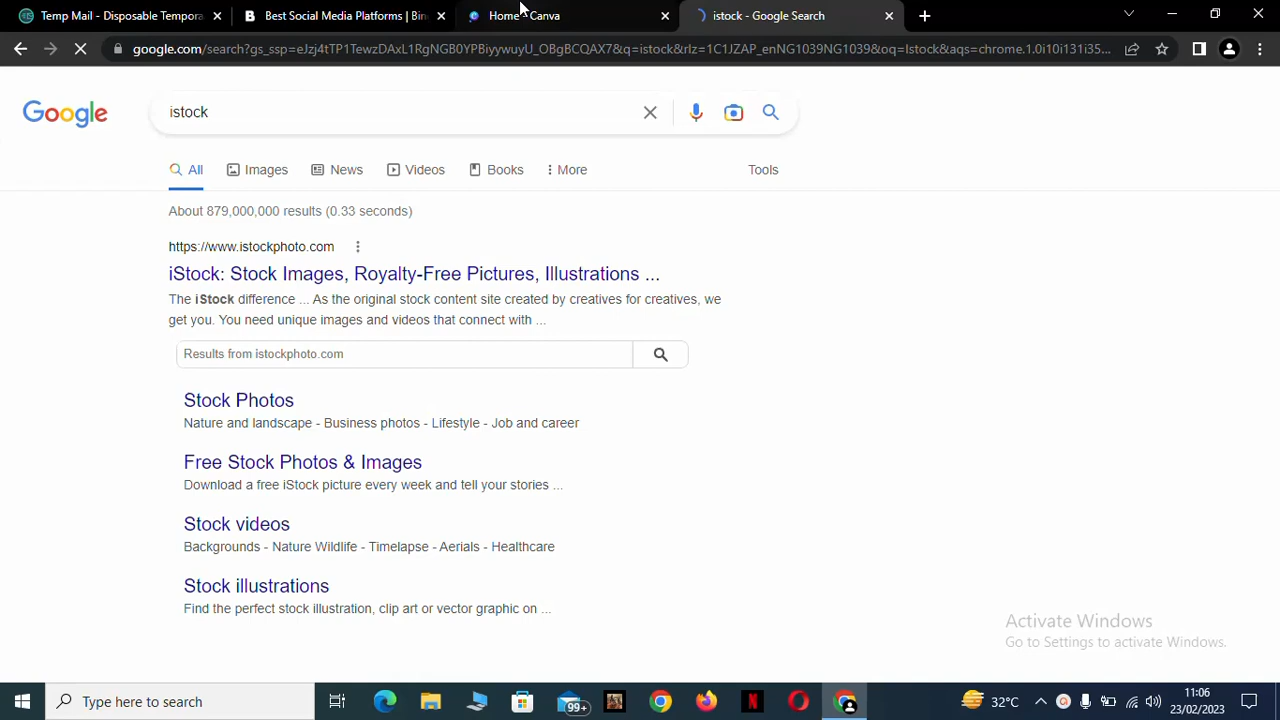 Temp Mail - Disposable Tempora
Best Social Media Platforms | Bin
Home - Canva
istock - Google Search
google.com/search?gs_ssp=eJzj4tTP1TewzDAxL1RgNGB0YPBiyywuyU_OBgBCQAX7&q=istock&rlz=1C1JZAP_enNG1039NG1039&oq=Istock&aqs=chrome.1.0i10i131i35...
Google
istock
All
Images
News
Videos
Books
More
Tools
About 879,000,000 results (0.33 seconds)
https://www.istockphoto.com
iStock: Stock Images, Royalty-Free Pictures, Illustrations ...
The iStock difference ... As the original stock content site created by creatives for creatives, we
get you. You need unique images and videos that connect with ...
Results from istockphoto.com
Stock Photos
Nature and landscape - Business photos - Lifestyle - Job and career
Free Stock Photos & Images
Download a free iStock picture every week and tell your stories ...
Stock videos
Backgrounds - Nature Wildlife - Timelapse - Aerials - Healthcare
Stock illustrations
Find the perfect stock illustration, clip art or vector graphic on ...
Activate Windows
Go to Settings to activate Windows.
Type here to search
99+
32°C
11:06
23/02/2023